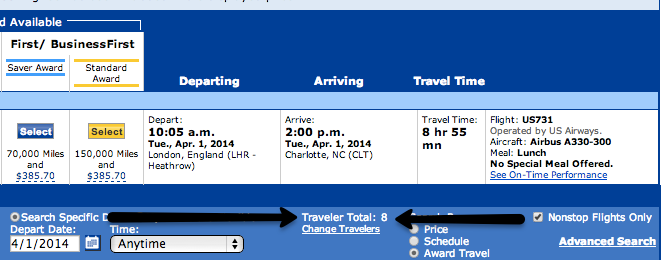 d Available
First/ BusinessFirst
Saver Award
Standard Award
Departing
Arriving
Travel Time
Select
70,000 Miles and $385.70
Select
150,000 Miles and $385.70
Depart:
10:05 a.m.
Tue., Apr. 1, 2014
London, England (LHR - Heathrow)
Arrive:
2:00 p.m.
Tue., Apr. 1, 2014
Charlotte, NC (CLT)
Travel Time:
8 hr 55 mn
Flight: US731
Operated by US Airways.
Aircraft: Airbus A330-300
Meal: Lunch
No Special Meal Offered.
See On-Time Performance
Search Specific D
Depart Date:
4/1/2014
Time:
Anytime
Traveler Total: 8
Change Travelers
Price
Schedule
Award Travel
Nonstop Flights Only
Advanced Search